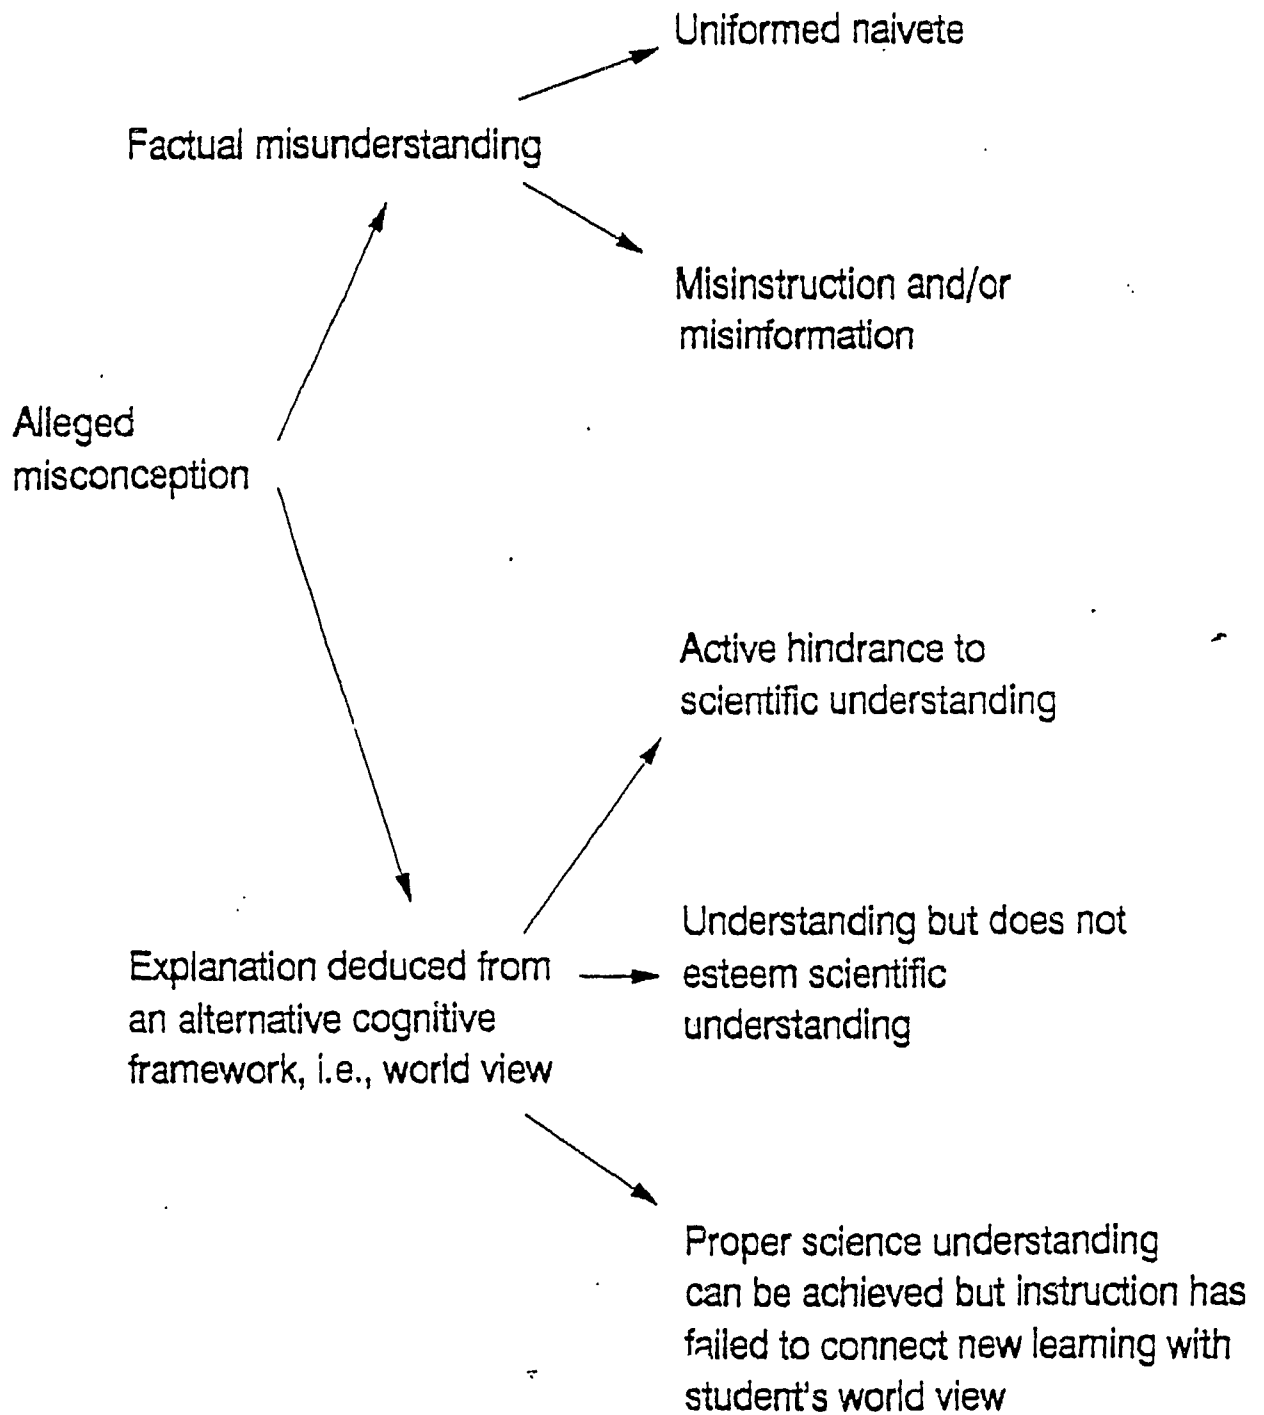 Uniformed naivete
Factual misunderstanding
Misinstruction and/or
misinformation
Alleged
misconception
Active hindrance to
scientific understanding
Understanding but does not
esteem scientific
understanding
Explanation deduced from
an alternative cognitive
framework, i.e., world view
Proper science understanding
can be achieved but instruction has
failed to connect new learning with
student's world view